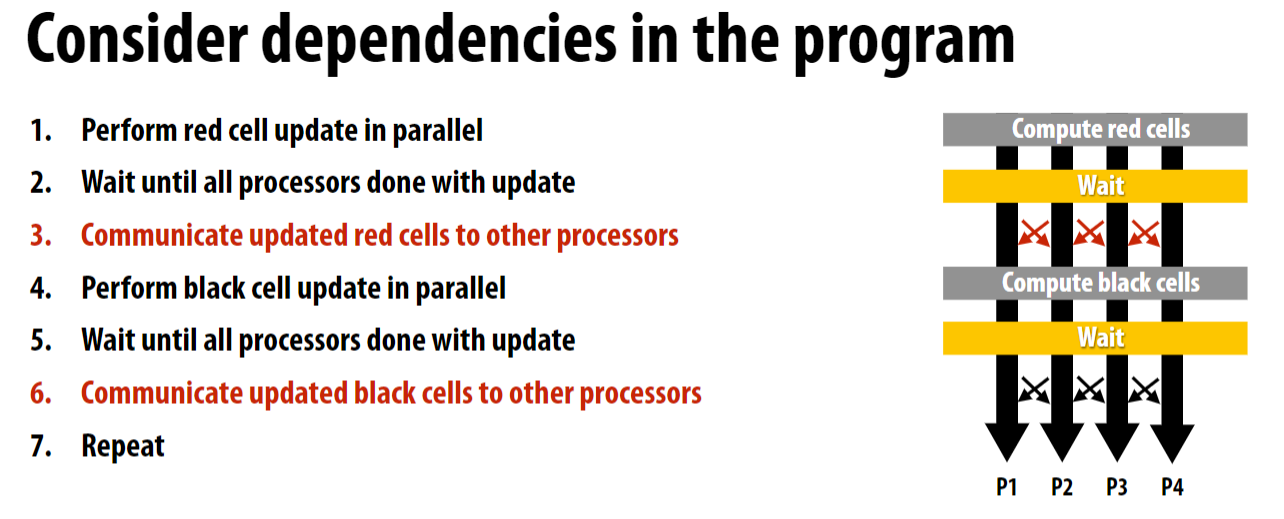 Consider dependencies in the program
1. Perform red cell update in parallel
2. Wait until all processors done with update
3. Communicate updated red cells to other processors
4. Perform black cell update in parallel
5. Wait until all processors done with update
6. Communicate updated black cells to other processors
7. Repeat
Compute red cells
Wait
Compute black cells
Wait
P1 P2 P3 P4